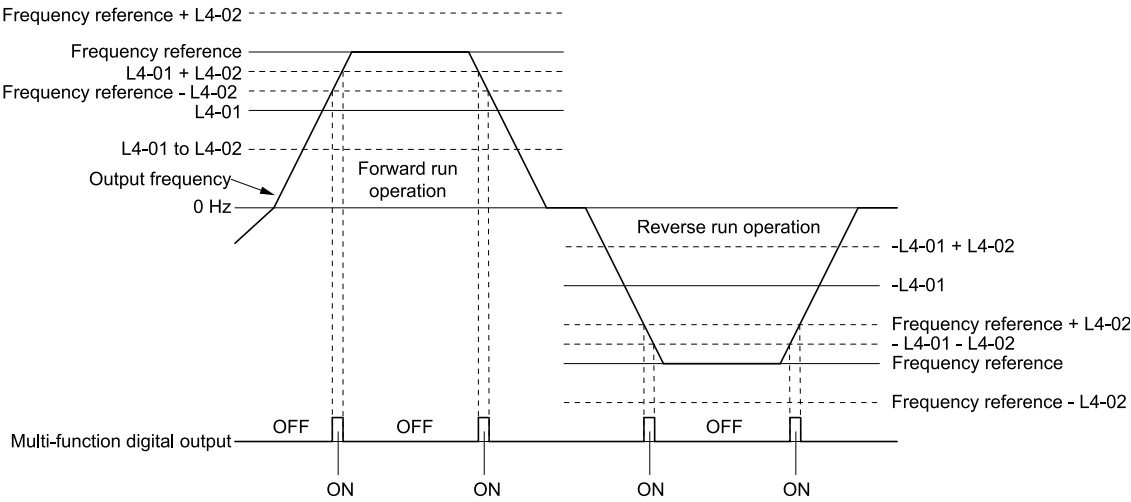 Frequency reference + L4-02
Frequency reference
L4-01 + L4-02
Frequency reference - L4-02
L4-01
L4-01 to L4-02
Output frequency
Forward run
operation
0 Hz
Reverse run operation
-L4-01 + L4-02
-L4-01
Frequency reference + L4-02
- L4-01 - L4-02
Frequency reference
Frequency reference - L4-02
Multi-function digital output
OFF
OFF
OFF
ON
ON
ON
ON